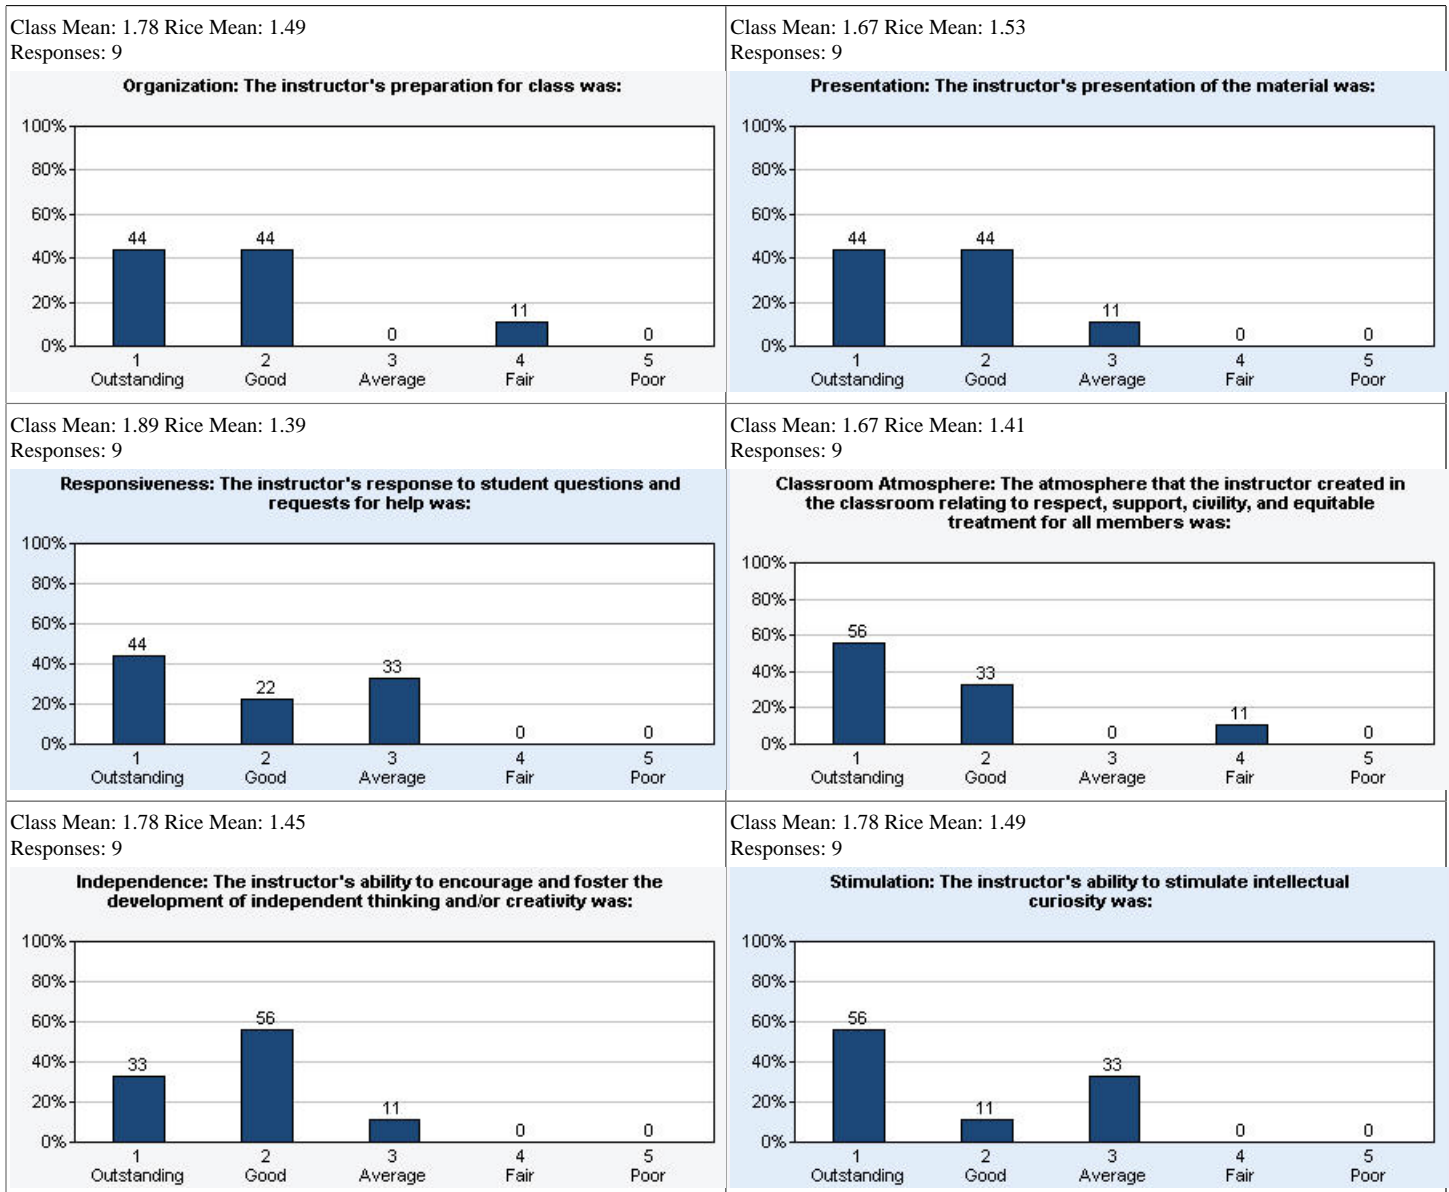 Class Mean: 1.78 Rice Mean: 1.49
Responses: 9
Organization: The instructor's preparation for class was:
100%
80%
60%
40%
20%
0%
44
44
0
11
0
1
2
3
4
5
Outstanding
Good
Average
Fair
Poor
Class Mean: 1.67 Rice Mean: 1.53
Responses: 9
Presentation: The instructor's presentation of the material was:
100%
80%
60%
40%
20%
0%
44
44
11
0
0
1
2
3
4
5
Outstanding
Good
Average
Fair
Poor
Class Mean: 1.89 Rice Mean: 1.39
Responses: 9
Responsiveness: The instructor's response to student questions and
requests for help was:
100%
80%
60%
40%
20%
0%
44
22
33
0
0
1
2
3
4
5
Outstanding
Good
Average
Fair
Poor
Class Mean: 1.67 Rice Mean: 1.41
Responses: 9
Classroom Atmosphere: The atmosphere that the instructor created in
the classroom relating to respect, support, civility, and equitable
treatment for all members was:
100%
80%
60%
40%
20%
0%
56
33
0
11
0
1
2
3
4
5
Outstanding
Good
Average
Fair
Poor
Class Mean: 1.78 Rice Mean: 1.45
Responses: 9
Independence: The instructor's ability to encourage and foster the
development of independent thinking and/or creativity was:
100%
80%
60%
40%
20%
0%
33
56
11
0
0
1
2
3
4
5
Outstanding
Good
Average
Fair
Poor
Class Mean: 1.78 Rice Mean: 1.49
Responses: 9
Stimulation: The instructor's ability to stimulate intellectual
curiosity was:
100%
80%
60%
40%
20%
0%
56
11
33
0
0
1
2
3
4
5
Outstanding
Good
Average
Fair
Poor